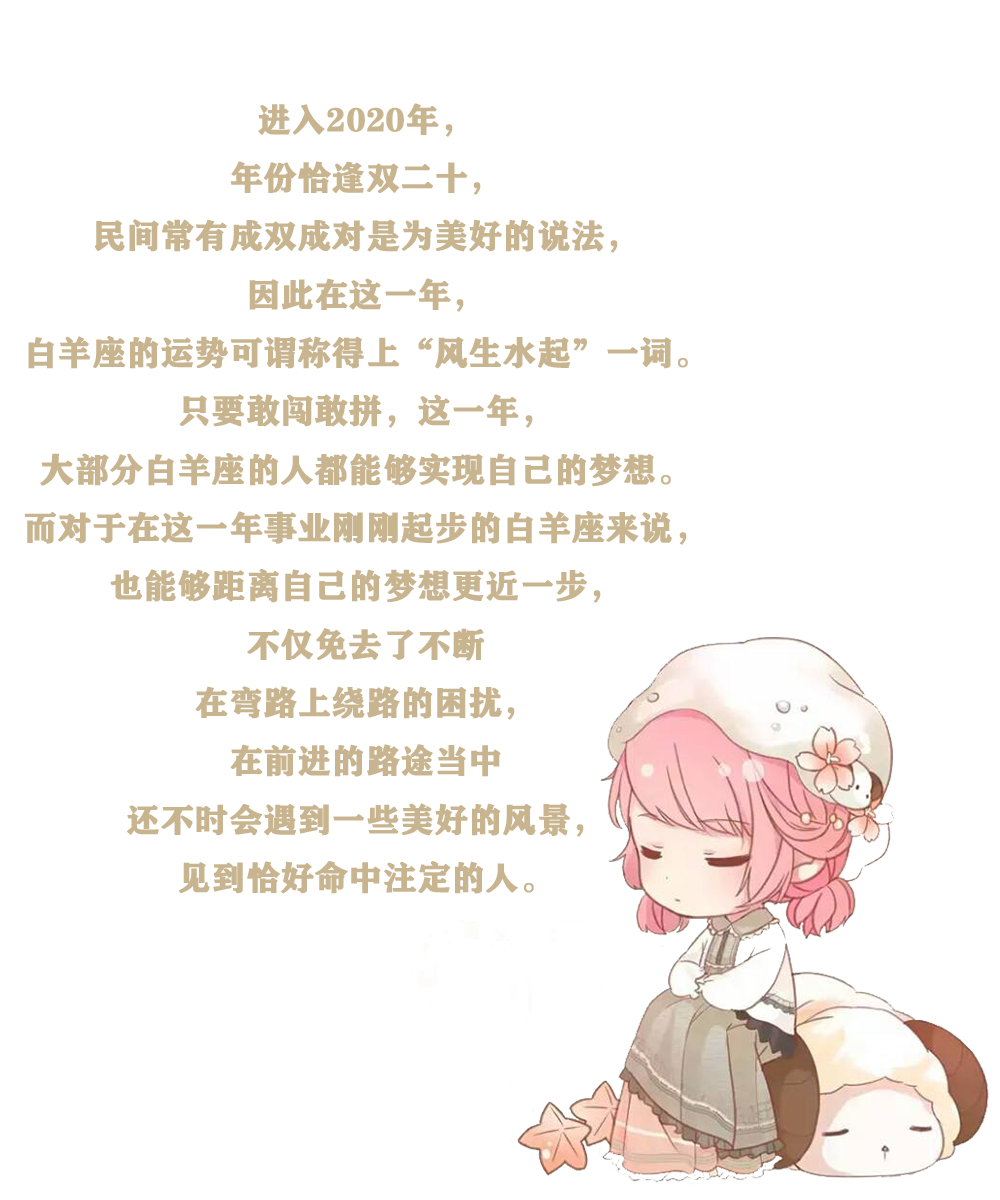 进入2020年，
年份恰逢双二十，
民间常有成双成对是为美好的说法，
因此在这一年，
白羊座的运势可谓称得上“风生水起”一词。
只要敢闯敢拼，这一年，
大部分白羊座的人都能够实现自己的梦想。
而对于在这一年事业刚刚起步的白羊座来说，
也能够距离自己的梦想更近一步，
不仅免去了不断
在弯路上绕路的困扰，
在前进的路途当中
还不时会遇到一些美好的风景，
见到恰好命中注定的人。